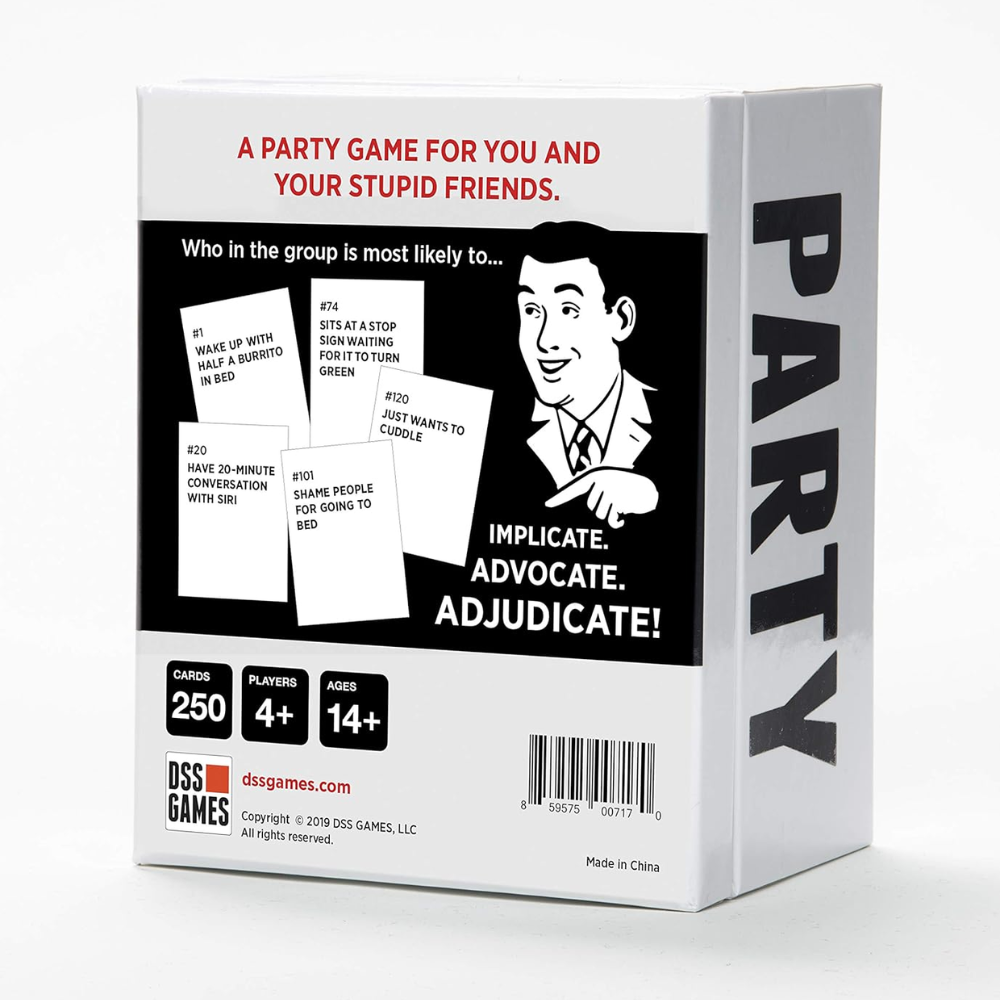 A PARTY GAME FOR YOU AND
YOUR STUPID FRIENDS.
Who in the group is most likely to...
#1
WAKE UP WITH
HALF A BURRITO
IN BED
#74
SITS AT A STOP
SIGN WAITING
FOR IT TO TURN
GREEN
#120
JUST WANTS TO
CUDDLE
#20
HAVE 20-MINUTE
CONVERSATION
WITH SIRI
#101
SHAME PEOPLE
FOR GOING TO
BED
IMPLICATE.
ADVOCATE.
ADJUDICATE!
CARDS
250
PLAYERS
4+
AGES
14+
DSS
GAMES
dssgames.com
Copyright © 2019 DSS GAMES, LLC
All rights reserved.
8 59575 00717 0
Made in China
PARTY